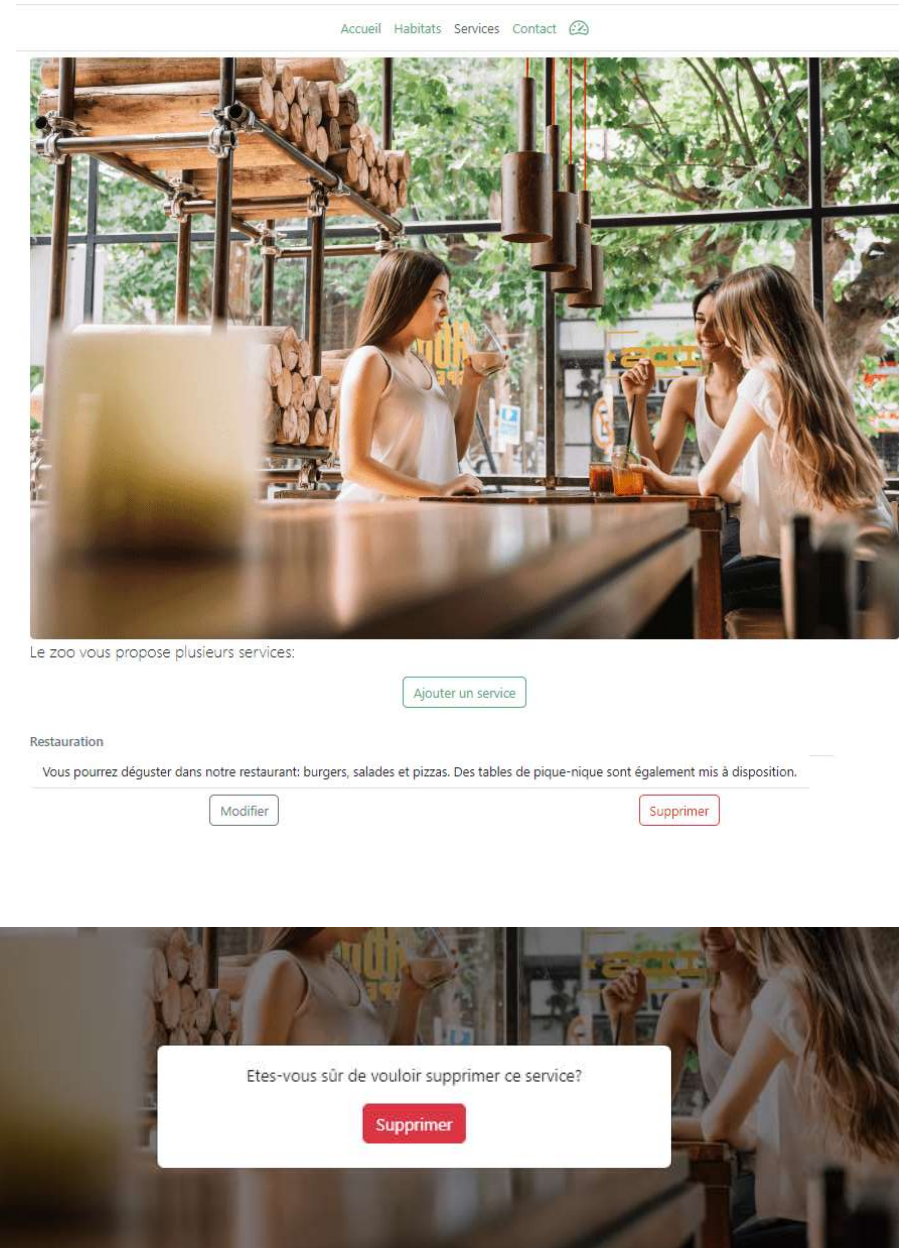 Accueil Habitats Services Contact
Le zoo vous propose plusieurs services:
Ajouter un service
Restauration
Vous pourrez déguster dans notre restaurant: burgers, salades et pizzas. Des tables de pique-nique sont également mis à disposition.
Modifier Supprimer
Etes-vous sûr de vouloir supprimer ce service?
Supprimer